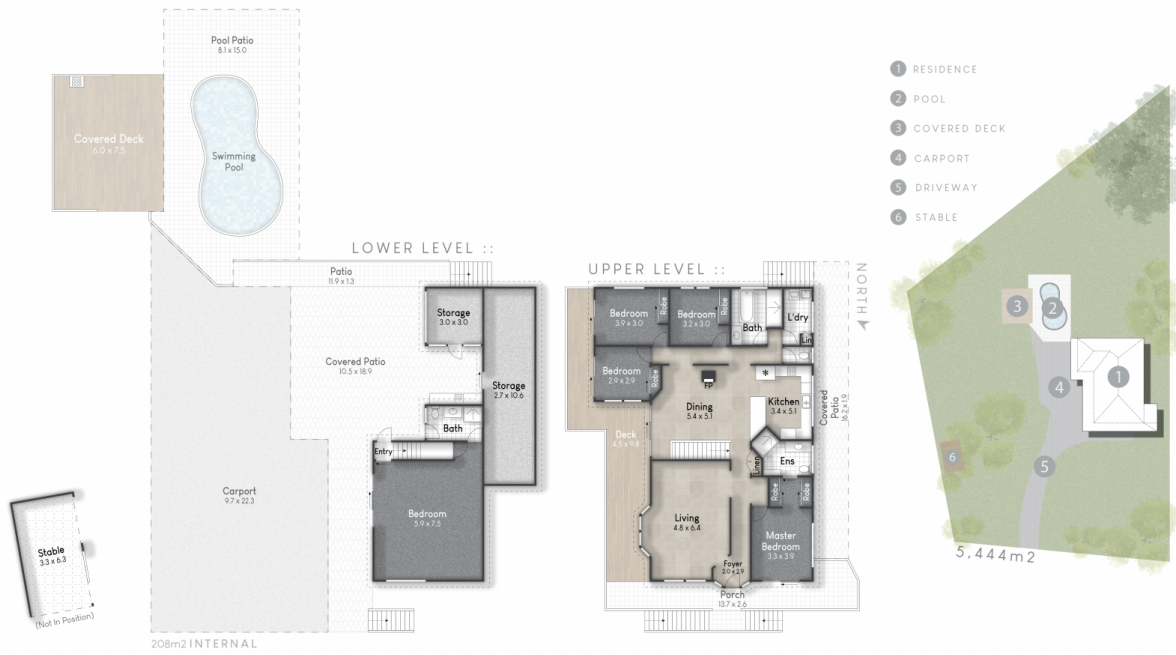 Pool Patio
8.1 x 15.0
Covered Deck
6.0 x 7.5
Swimming
Pool
LOWER LEVEL ::
Patio
11.9 x 1.3
Storage
3.0 x 3.0
Covered Patio
10.5 x 18.9
Storage
2.7 x 10.6
Bath
Entry
Bedroom
5.9 x 7.5
Carport
9.7 x 22.3
Stable
3.3 x 6.3
(Not In Position)
208m2 INTERNAL
UPPER LEVEL ::
NORTH
Bedroom
3.9 x 3.0
Robe
Bedroom
3.2 x 3.0
Robe
Bath
L'dry
Lin
Bedroom
2.9 x 2.9
Robe
FP
Dining
5.4 x 5.1
Kitchen
3.4 x 5.1
Covered
Patio
16.2 x 1.9
Deck
4.5 x 9.8
Linen
Ens
Robe
Robe
Living
4.8 x 6.4
Master
Bedroom
3.3 x 3.9
Foyer
2.0 x 2.9
Porch
13.7 x 2.6
1 RESIDENCE
2 POOL
3 COVERED DECK
4 CARPORT
5 DRIVEWAY
6 STABLE
3
2
1
4
6
5
5,444m2